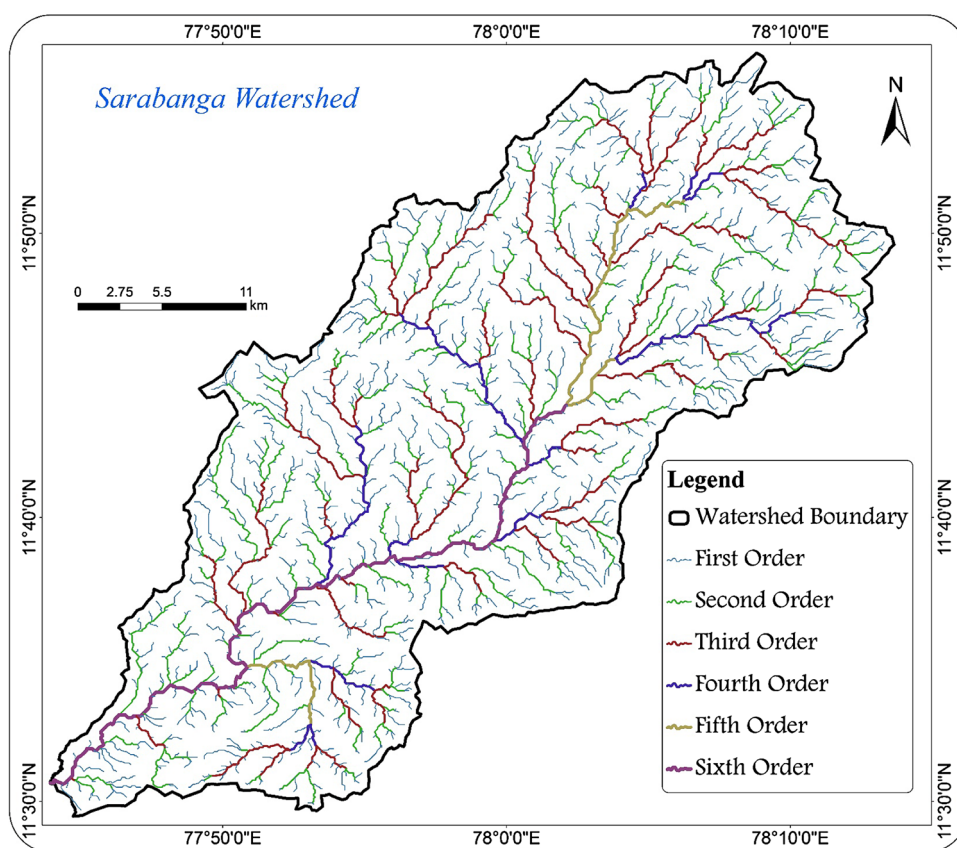 77°50'0"E 78°0'0"E 78°10'0"E
Sarabanga Watershed
N
11°50'0"N 11°50'0"N
0 2.75 5.5 11
km
Legend
Watershed Boundary
First Order
Second Order
Third Order
Fourth Order
Fifth Order
Sixth Order
11°40'0"N 11°40'0"N
11°30'0"N 11°30'0"N
77°50'0"E 78°0'0"E 78°10'0"E